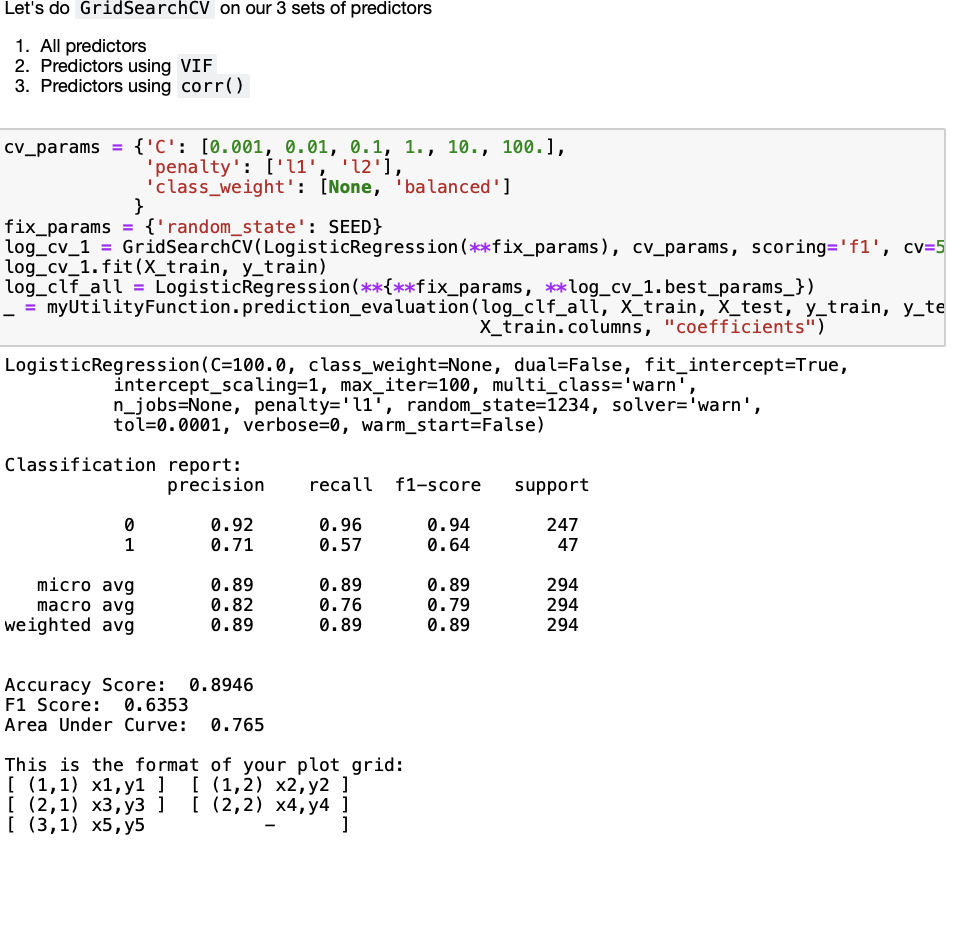 Let's do GridSearchCV on our 3 sets of predictors
1. All predictors
2. Predictors using VIF
3. Predictors using corr()
cv_params = {'C': [0.001, 0.01, 0.1, 1., 10., 100.],
'penalty': ['l1', 'l2'],
'class_weight': [None, 'balanced']
}
fix_params = {'random_state': SEED}
log_cv_1 = GridSearchCV(LogisticRegression(**fix_params), cv_params, scoring='f1', cv=5
log_cv_1.fit(X_train, y_train)
log_clf_all = LogisticRegression(**{**fix_params, **log_cv_1.best_params_})
_ = myUtilityFunction.prediction_evaluation(log_clf_all, X_train, X_test, y_train, y_te
X_train.columns, "coefficients")
LogisticRegression(C=100.0, class_weight=None, dual=False, fit_intercept=True,
intercept_scaling=1, max_iter=100, multi_class='warn',
n_jobs=None, penalty='l1', random_state=1234, solver='warn',
tol=0.0001, verbose=0, warm_start=False)
Classification report:
precision recall f1-score support
0 0.92 0.96 0.94 247
1 0.71 0.57 0.64 47
micro avg 0.89 0.89 0.89 294
macro avg 0.82 0.76 0.79 294
weighted avg 0.89 0.89 0.89 294
Accuracy Score: 0.8946
F1 Score: 0.6353
Area Under Curve: 0.765
This is the format of your plot grid:
[ (1,1) x1,y1 ] [ (1,2) x2,y2 ]
[ (2,1) x3,y3 ] [ (2,2) x4,y4 ]
[ (3,1) x5,y5 - ]